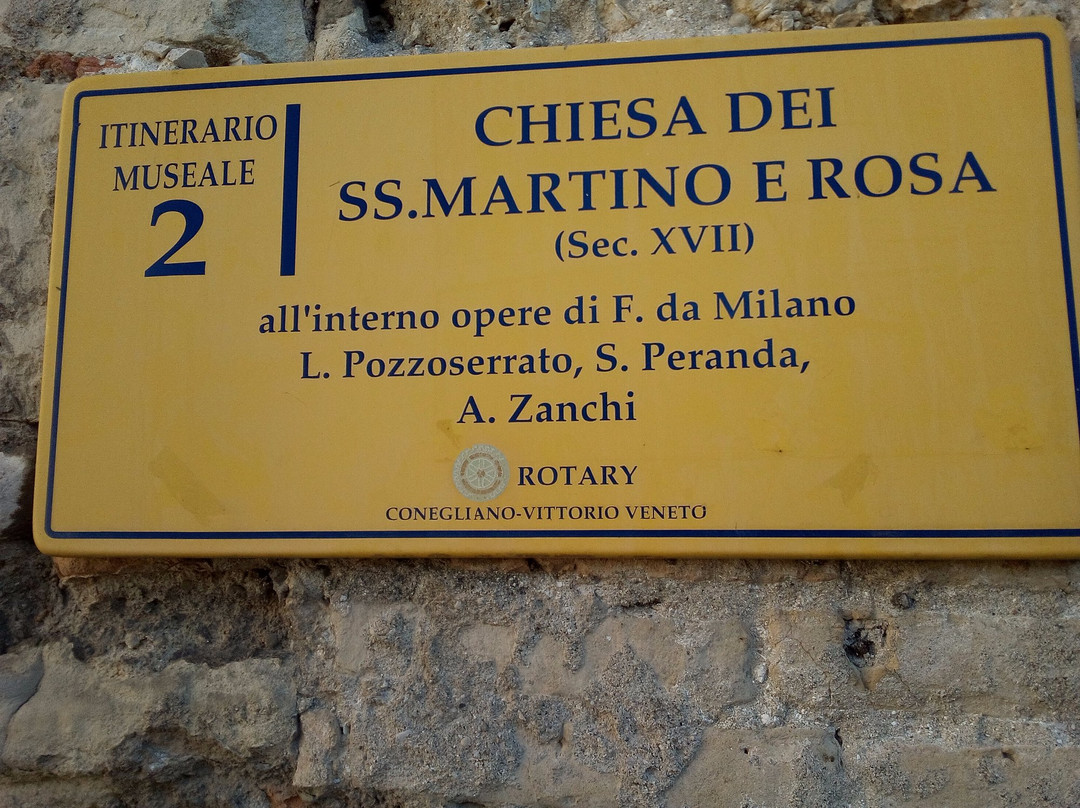 ITINERARIO
MUSEALE
2
CHIESA DEI
SS.MARTINO E ROSA
(Sec. XVII)
all'interno opere di F. da Milano
L. Pozzoserrato, S. Peranda,
A. Zanchi
ROTARY
CONEGLIANO-VITTORIO VENETO